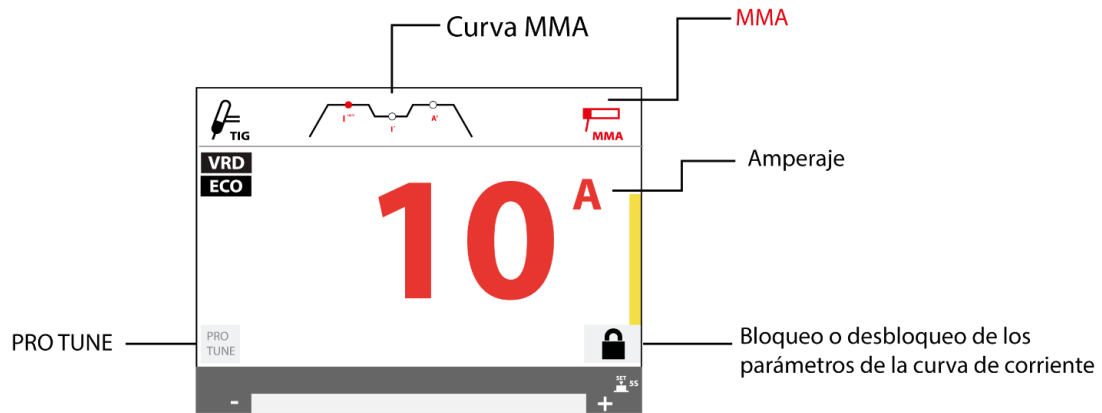 Curva MMA
MMA
TIG
I
I'
A'
MMA
VRD
ECO
10 A
Amperaje
PRO TUNE
PRO
TUNE
Bloqueo o desbloqueo de los
parámetros de la curva de corriente
SET
5S
- +